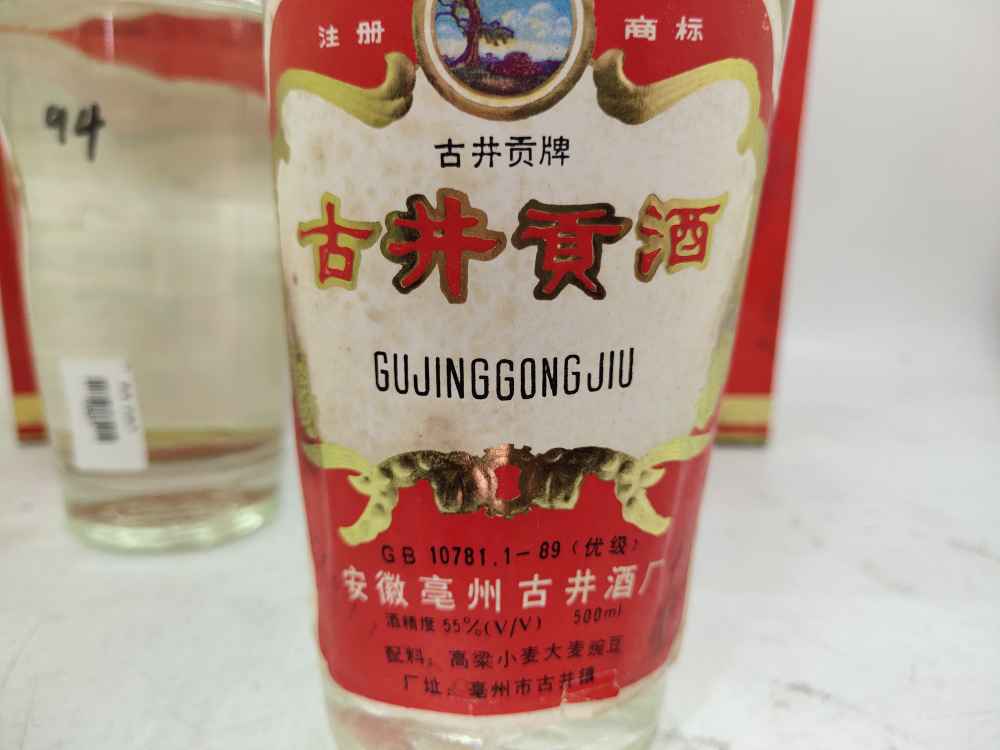 94
注册 商标
古井贡牌
古井贡酒
GUJINGGONGJIU
GB 10781.1-89 (优级)
安徽亳州古井酒厂
酒精度 55%(V/V) 500ml
配料：高粱小麦大麦豌豆
厂址：亳州市古井镇